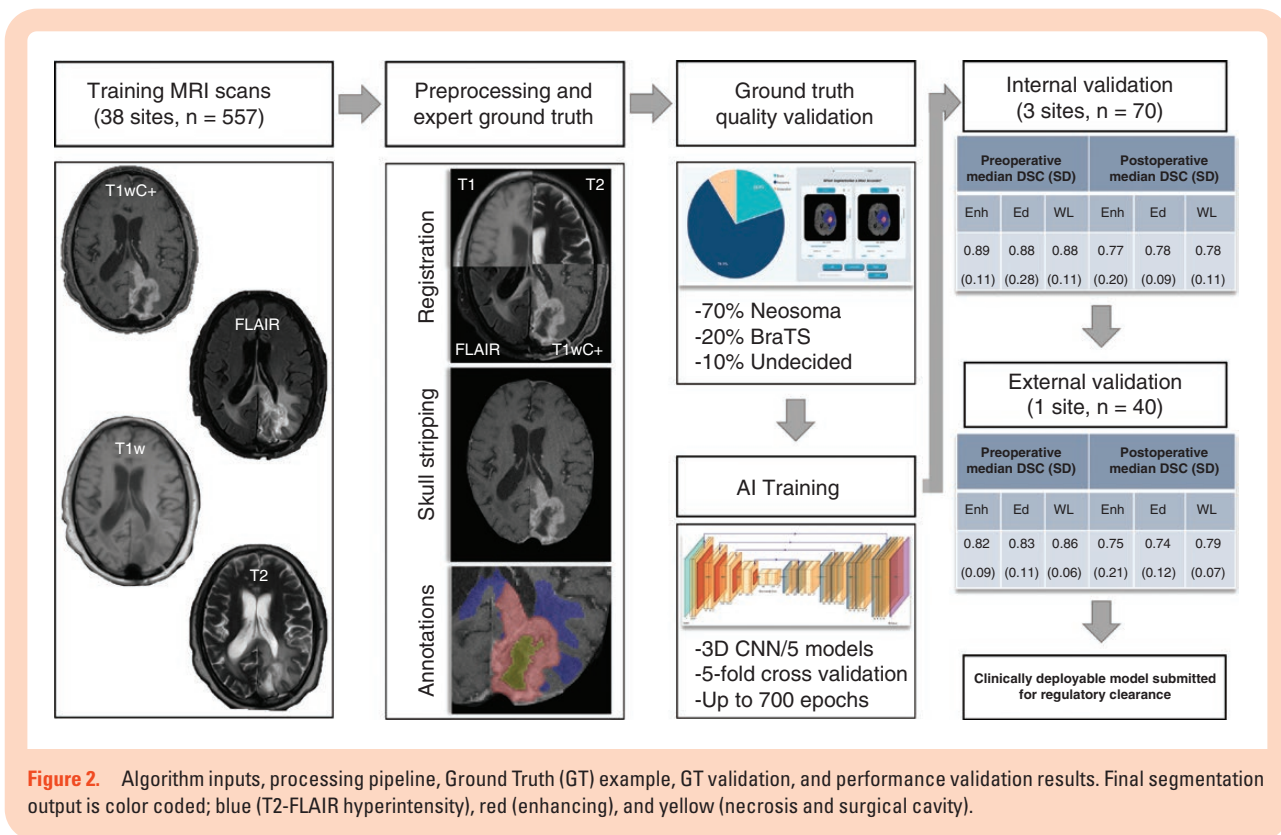 Training MRI scans
(38 sites, n = 557)
T1wC+
FLAIR
T1w
T2
Preprocessing and
expert ground truth
Registration
T1
T2
FLAIR
T1wC+
Skull stripping
Annotations
Ground truth
quality validation
-70% Neosoma
-20% BraTS
-10% Undecided
AI Training
-3D CNN/5 models
-5-fold cross validation
-Up to 700 epochs
Internal validation
(3 sites, n = 70)
Preoperative Postoperative
median DSC (SD) median DSC (SD)
Enh Ed WL Enh Ed WL
0.89 0.88 0.88 0.77 0.78 0.78
(0.11) (0.28) (0.11) (0.20) (0.09) (0.11)
External validation
(1 site, n = 40)
Preoperative Postoperative
median DSC (SD) median DSC (SD)
Enh Ed WL Enh Ed WL
0.82 0.83 0.86 0.75 0.74 0.79
(0.09) (0.11) (0.06) (0.21) (0.12) (0.07)
Clinically deployable model submitted
for regulatory clearance
Figure 2. Algorithm inputs, processing pipeline, Ground Truth (GT) example, GT validation, and performance validation results. Final segmentation
output is color coded; blue (T2-FLAIR hyperintensity), red (enhancing), and yellow (necrosis and surgical cavity).